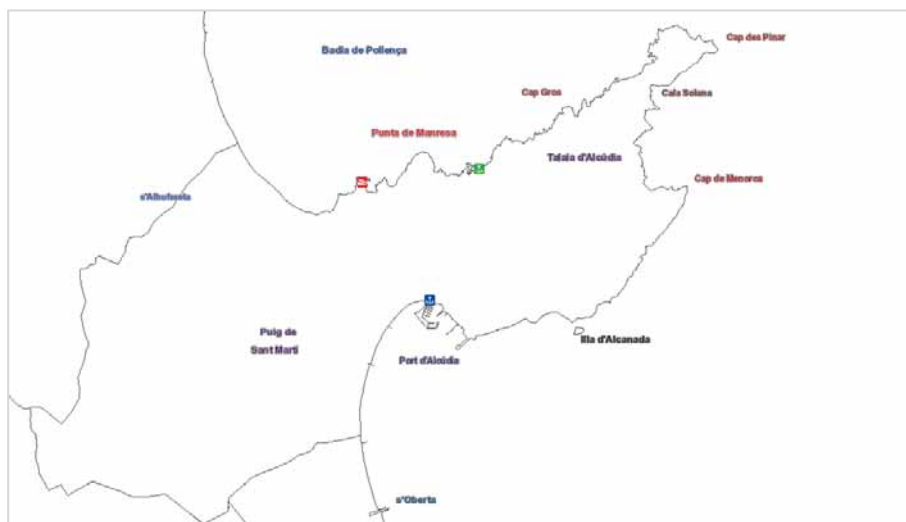 Cap des Pinar
Badia de Pollença
Cap Gros
Cala Solana
Punta de Manresa
Talaia d'Alcúdia
Cap de Menorca
s'Albufereta
Puig de
Sant Martí
Illa d'Alcanada
Port d'Alcúdia
s'Oberta